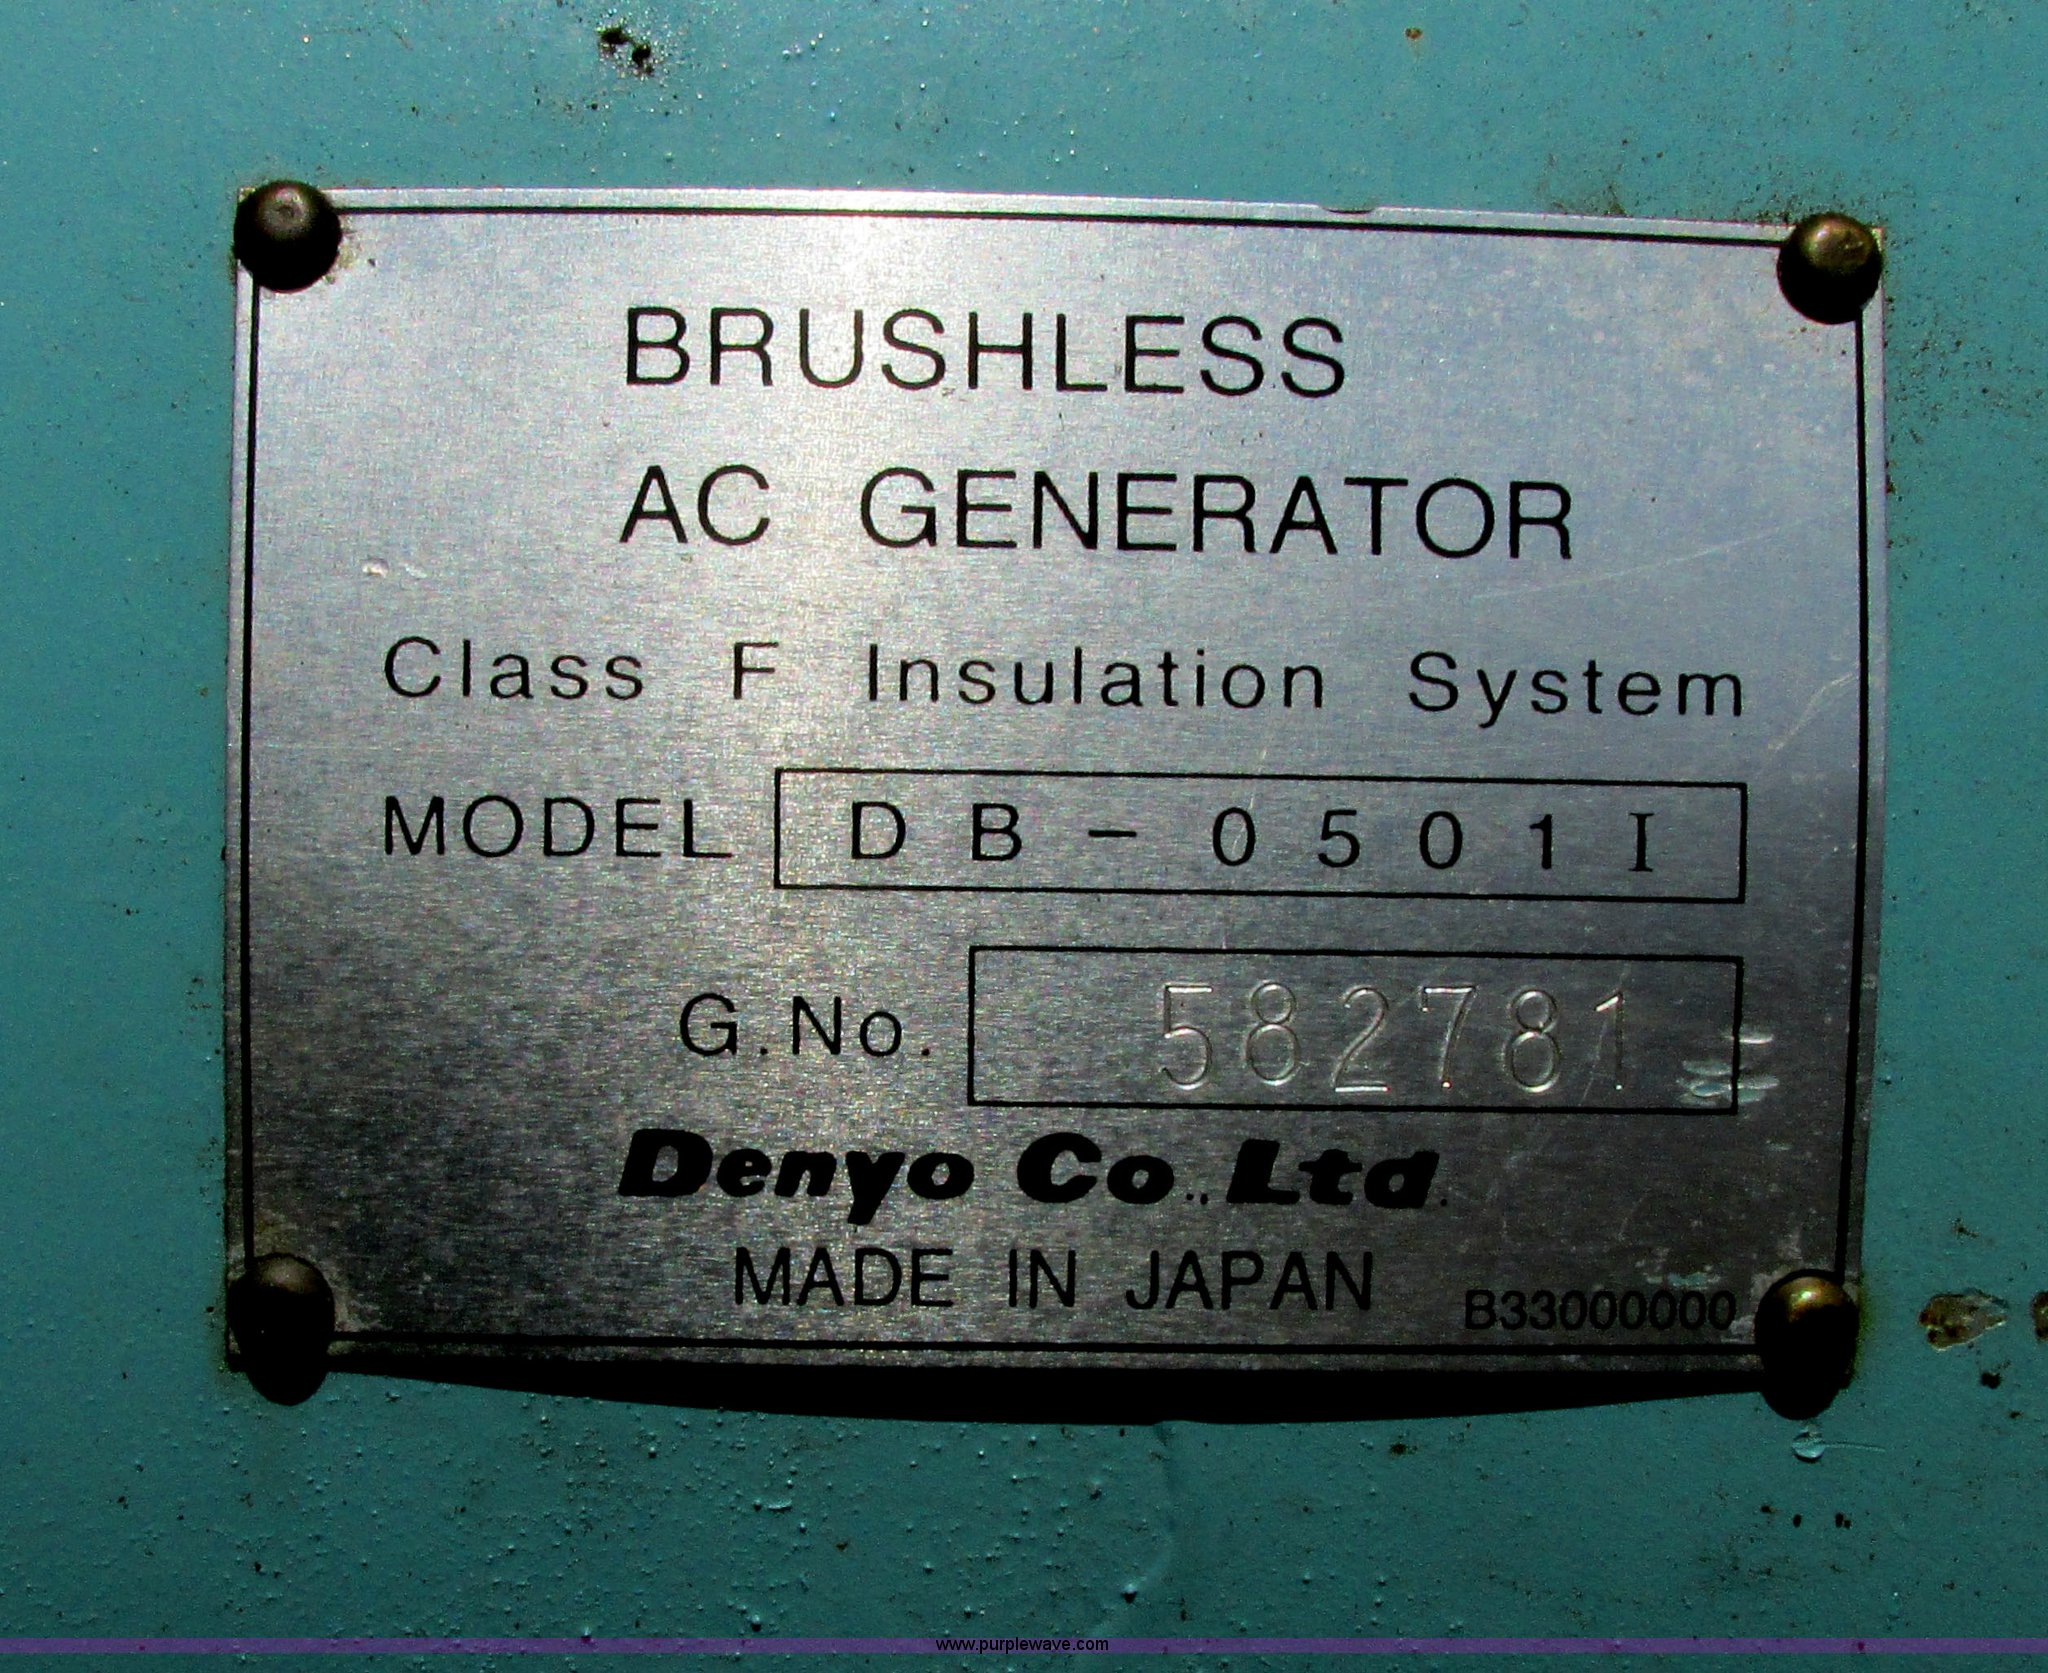 BRUSHLESS
AC GENERATOR
Class F Insulation System
MODEL DB-0501I
G.No. 582781
Denyo Co.,Ltd.
MADE IN JAPAN
B33000000
www.purplewave.com